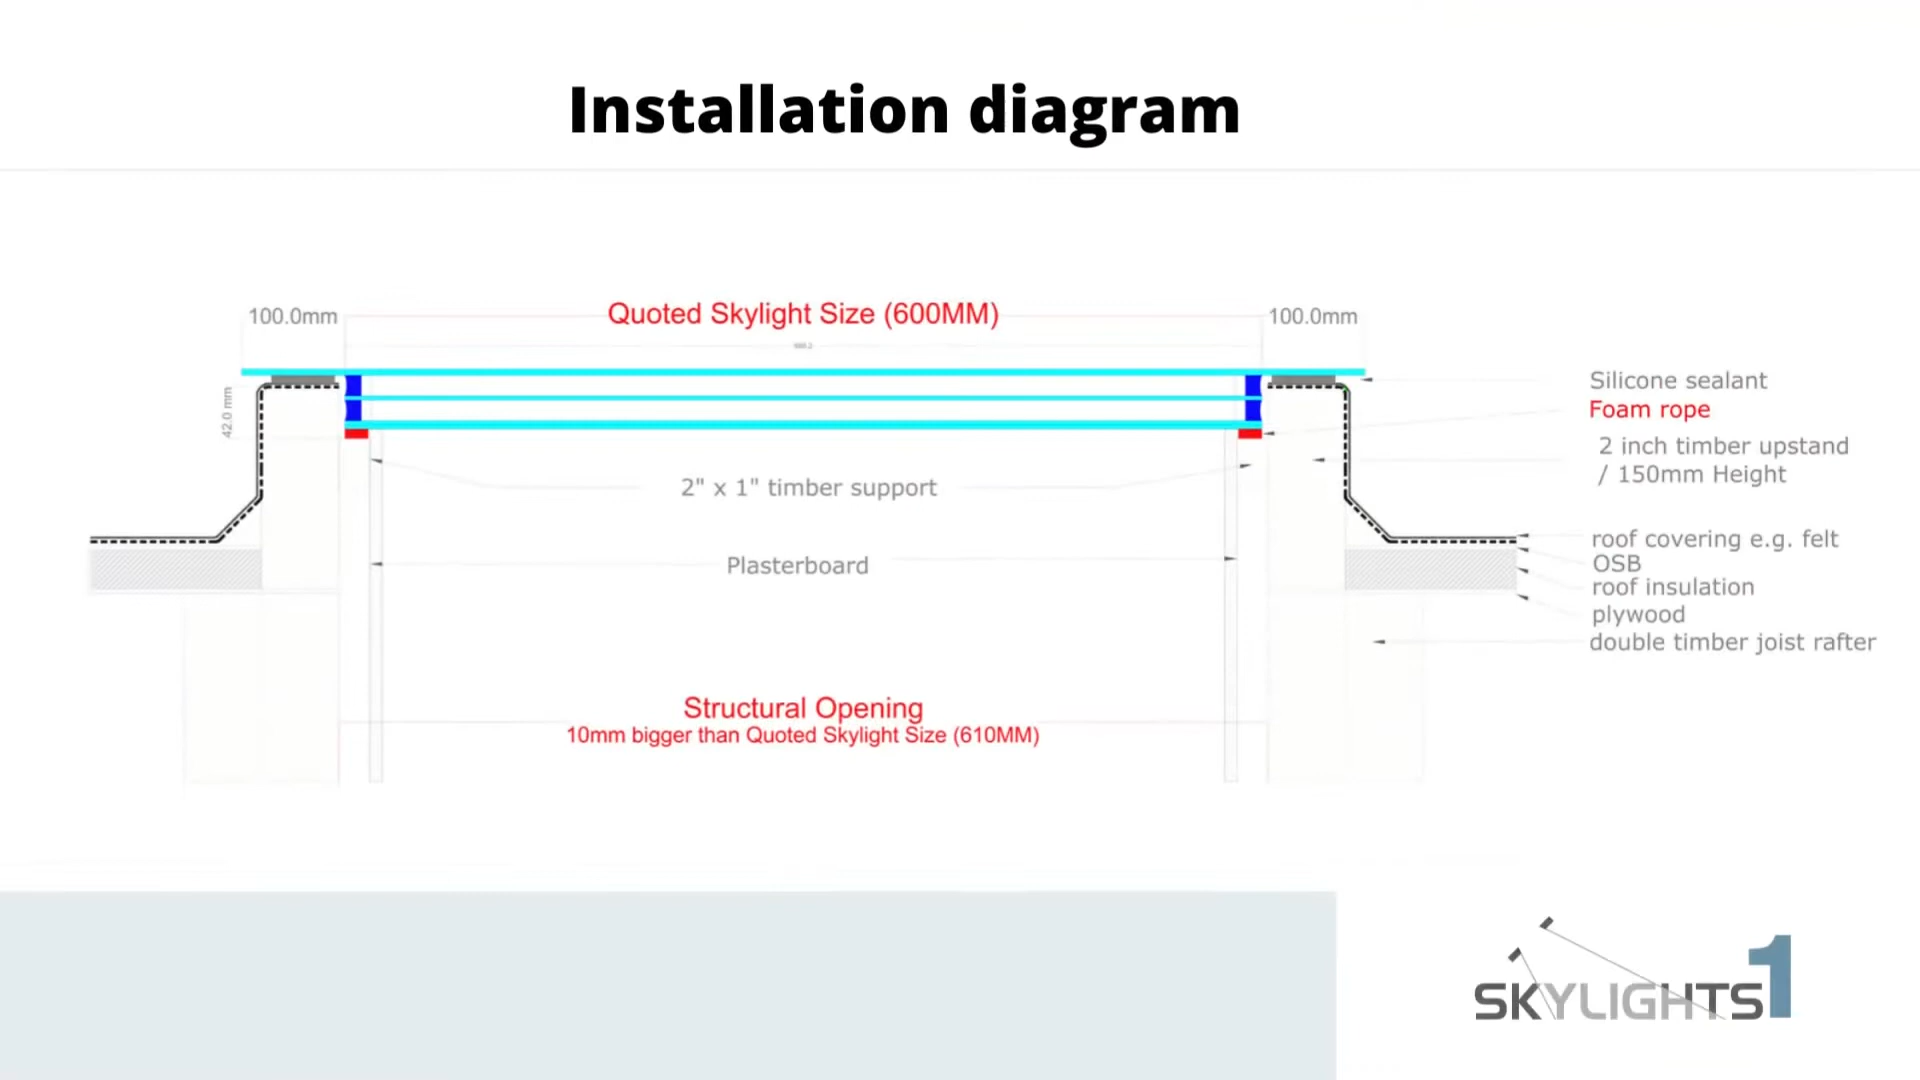 Installation diagram
100.0mm
Quoted Skylight Size (600MM)
100.0mm
42.0 mm
Silicone sealant
Foam rope
2 inch timber upstand
/ 150mm Height
2" x 1" timber support
roof covering e.g. felt
OSB
Plasterboard
roof insulation
plywood
double timber joist rafter
Structural Opening
10mm bigger than Quoted Skylight Size (610MM)
SKYLIGHTS1